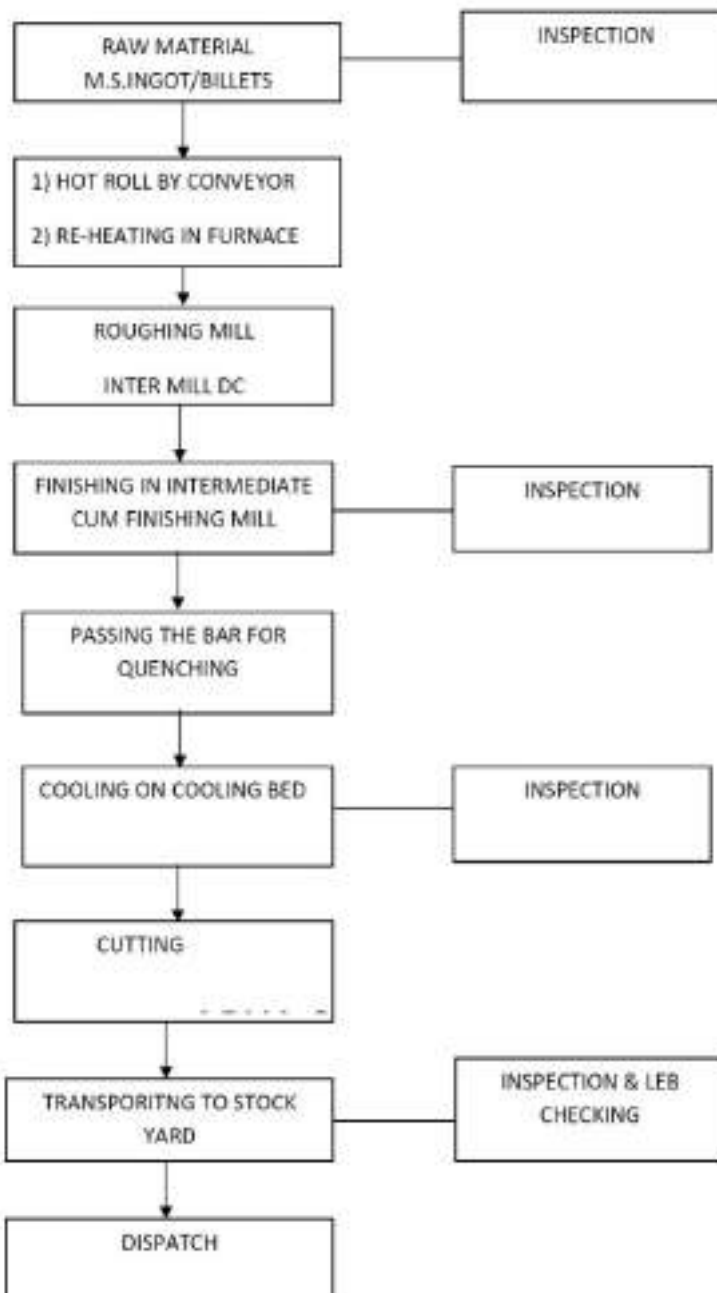 RAW MATERIAL
M.S.INGOT/BILLETS
INSPECTION
1) HOT ROLL BY CONVEYOR
2) RE-HEATING IN FURNACE
ROUGHING MILL
INTER MILL DC
FINISHING IN INTERMEDIATE
CUM FINISHING MILL
INSPECTION
PASSING THE BAR FOR
QUENCHING
COOLING ON COOLING BED
INSPECTION
CUTTING
TRANSPORITNG TO STOCK
YARD
INSPECTION & LEB
CHECKING
DISPATCH